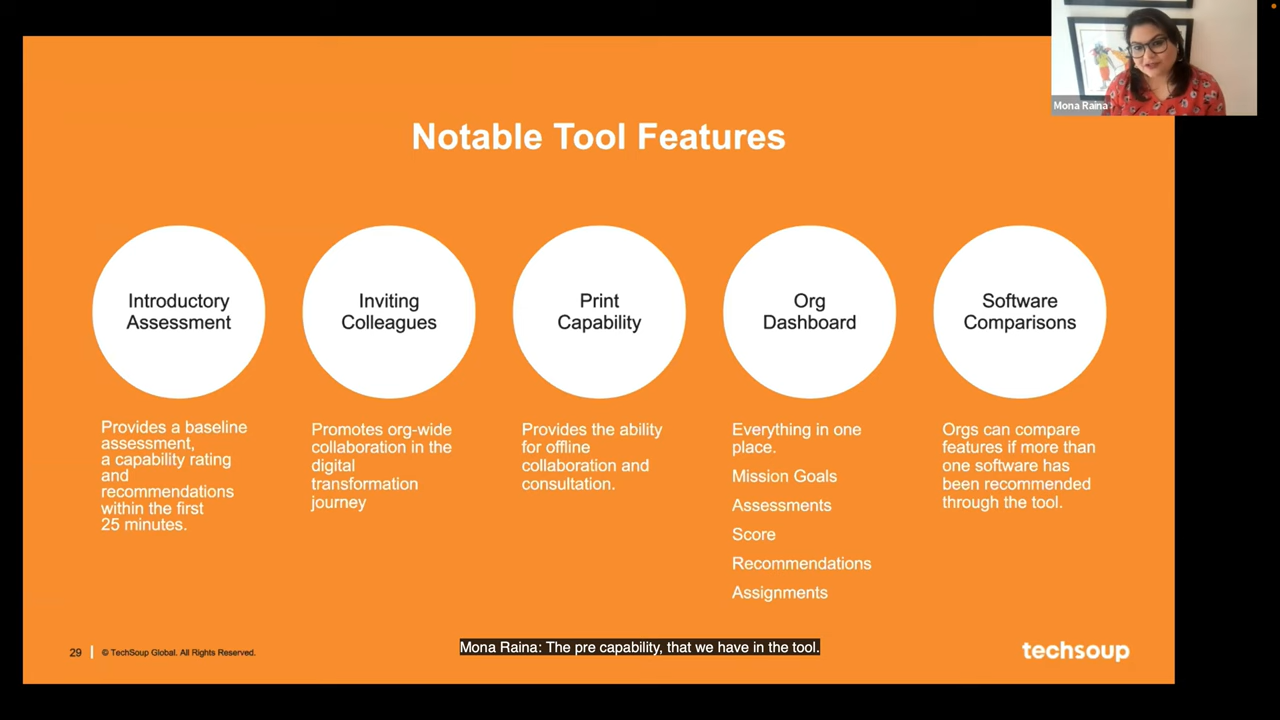 Mona Raina
Notable Tool Features
Introductory
Assessment
Inviting
Colleagues
Print
Capability
Org
Dashboard
Software
Comparisons
Provides a baseline
assessment,
a capability rating
and
recommendations
within the first
25 minutes.
Promotes org-wide
collaboration in the
digital
transformation
journey
Provides the ability
for offline
collaboration and
consultation.
Everything in one
place.
Mission Goals
Assessments
Score
Recommendations
Assignments
Orgs can compare
features if more than
one software has
been recommended
through the tool.
29
© TechSoup Global. All Rights Reserved.
Mona Raina: The pre capability, that we have in the tool.
techsoup